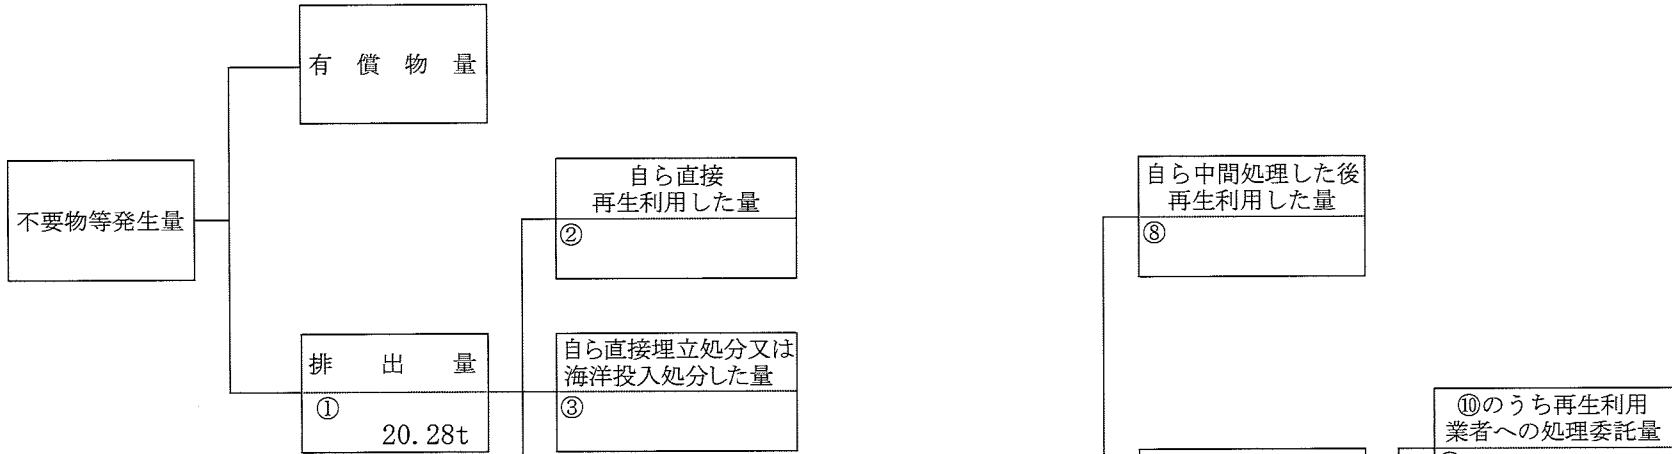 有償物量
不要物等発生量
自ら直接
再生利用した量
②
自ら中間処理した後
再生利用した量
⑧
排出量
①
20.28t
自ら直接埋立処分又は
海洋投入処分した量
③
⑩のうち再生利用
業者への処理委託量